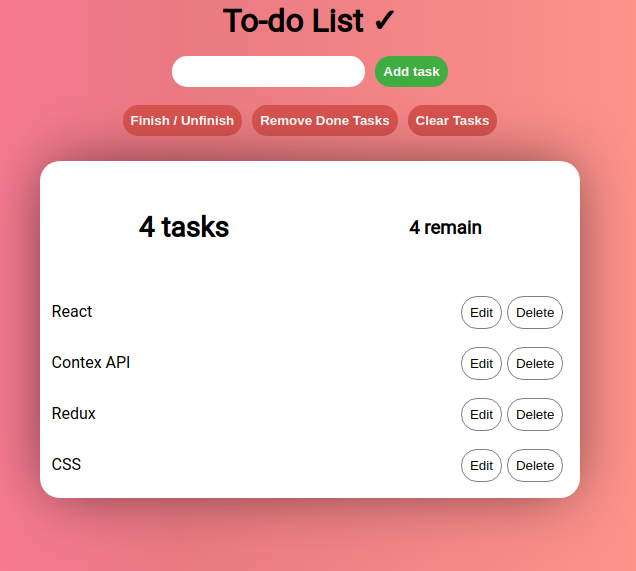 To-do List ✓
Add task
Finish / Unfinish Remove Done Tasks Clear Tasks
4 tasks 4 remain
React Edit Delete
Contex API Edit Delete
Redux Edit Delete
CSS Edit Delete